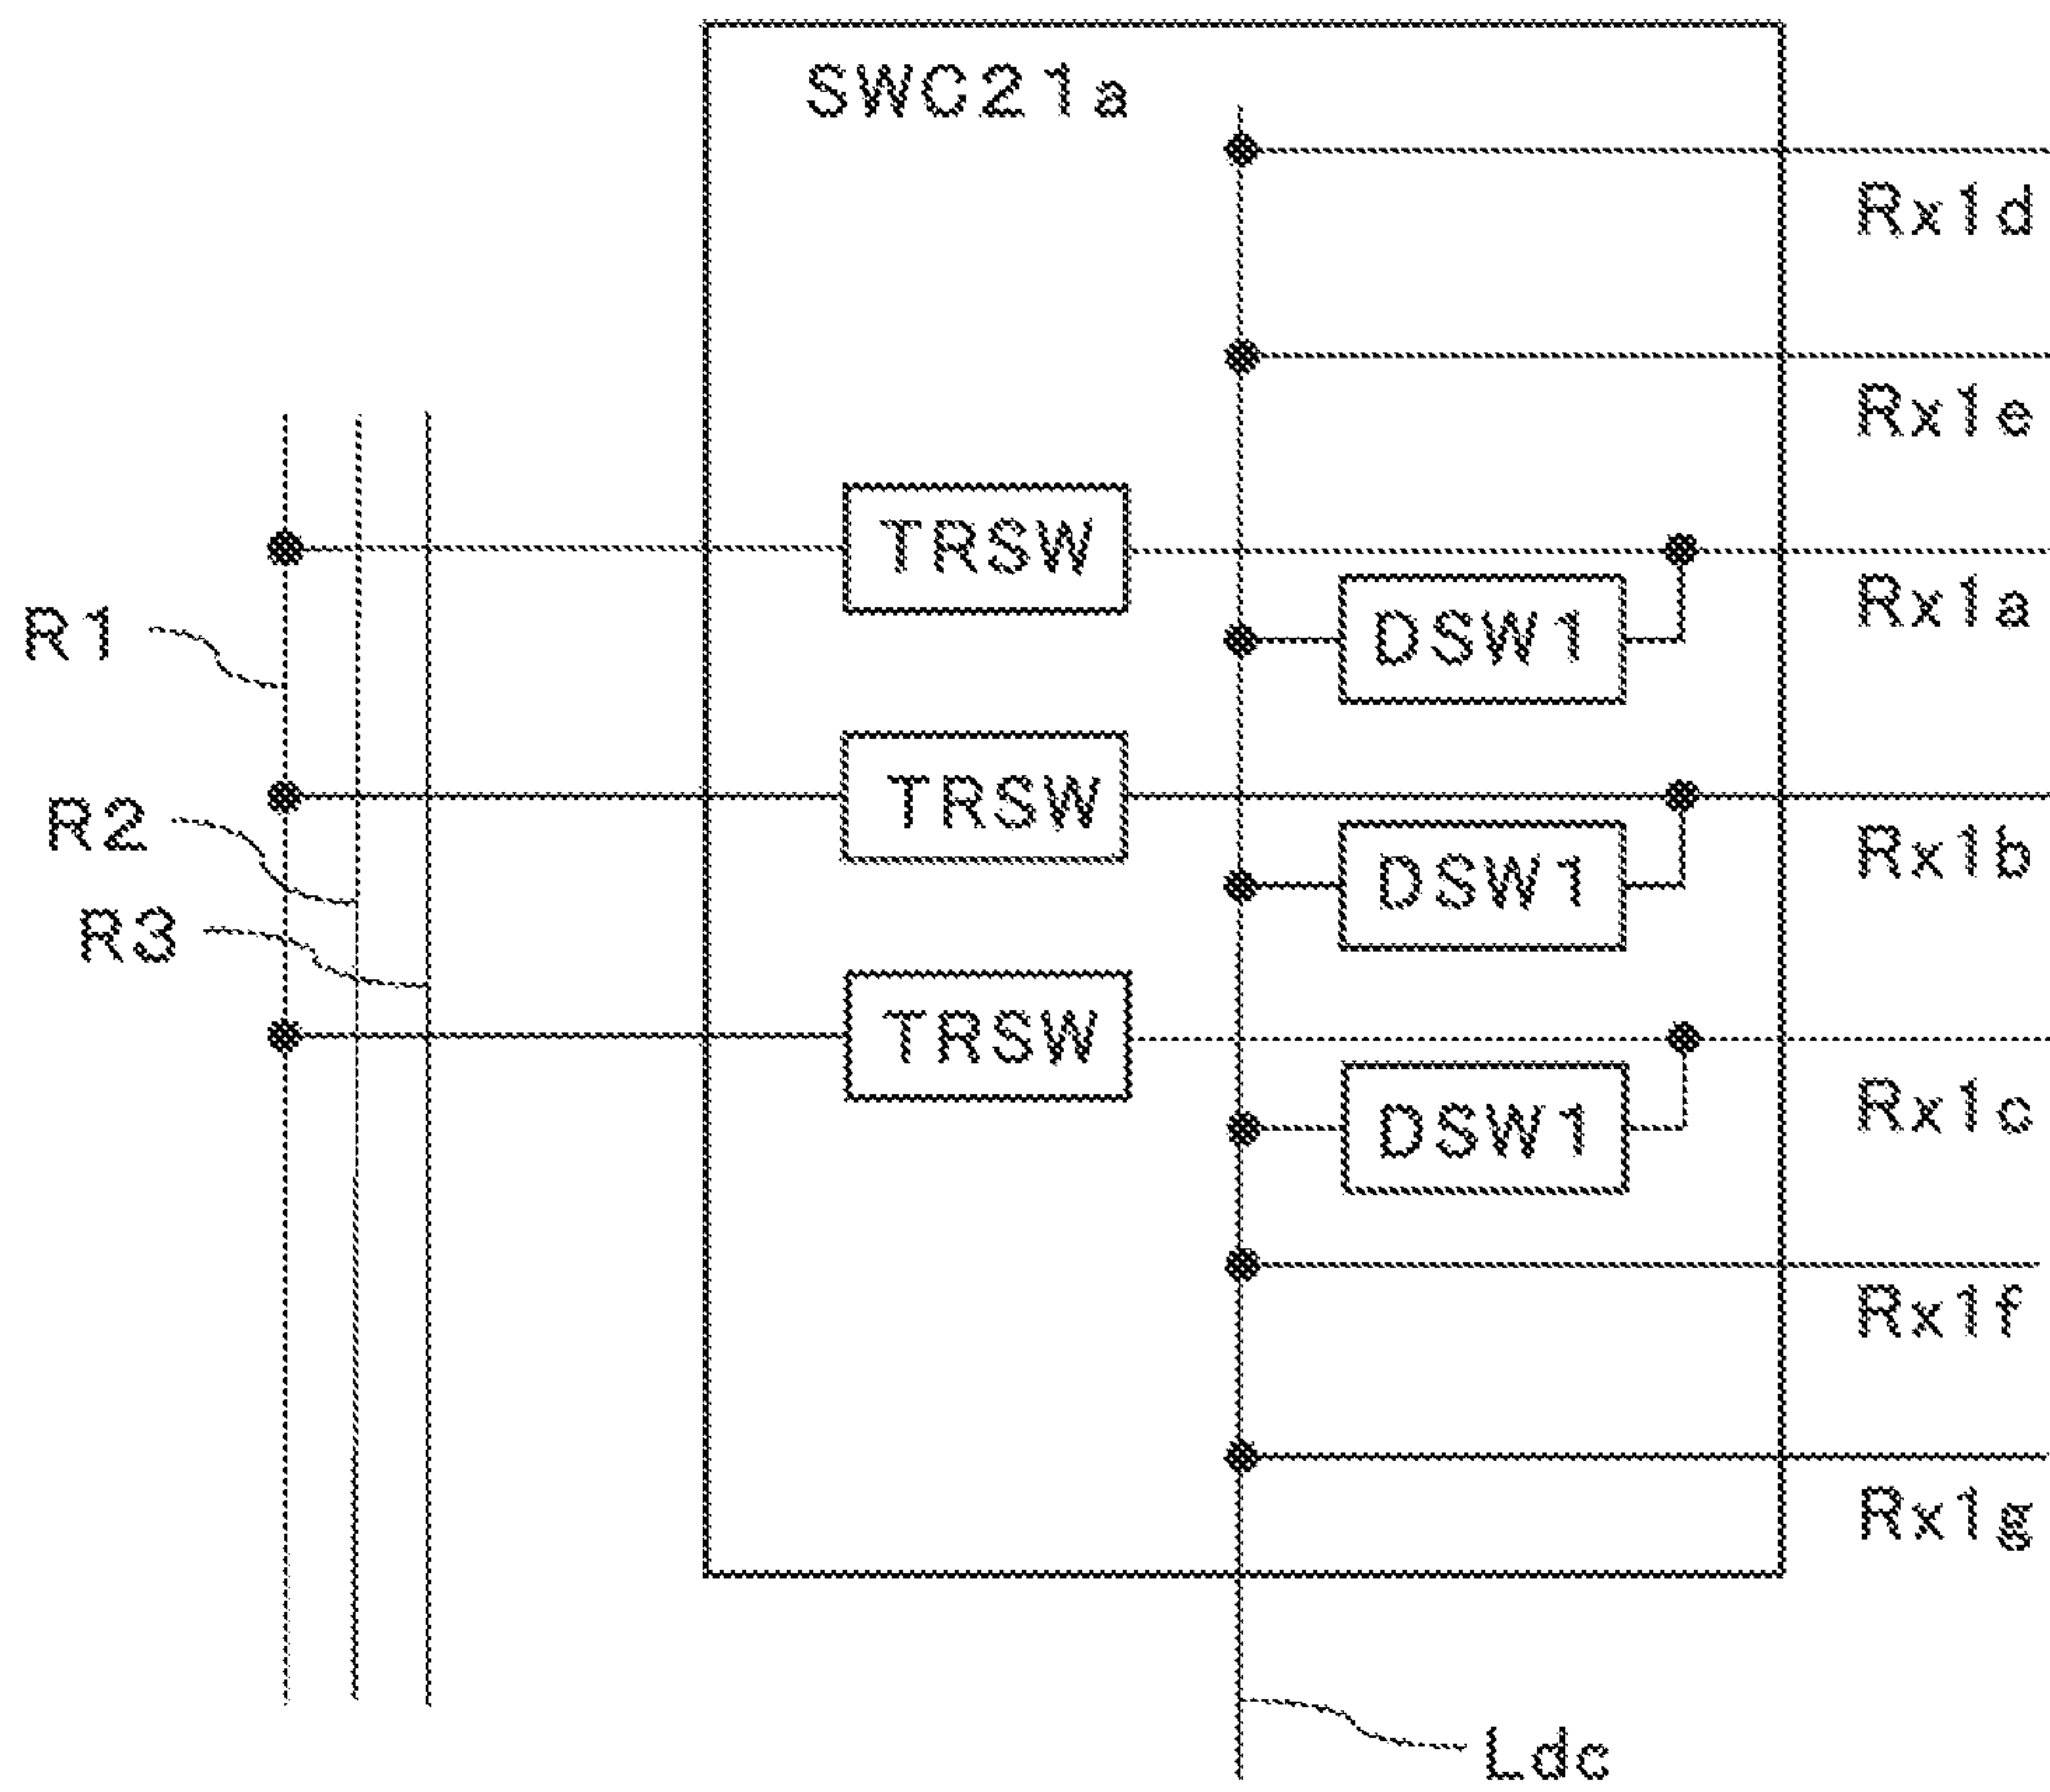 SWC21a
Rx1d
Rx1e
TRSW
Rx1a
R1
DSW1
TRSW
R2
Rx1b
DSW1
R3
TRSW
Rx1c
DSW1
Rx1f
Rx1g
Ldc